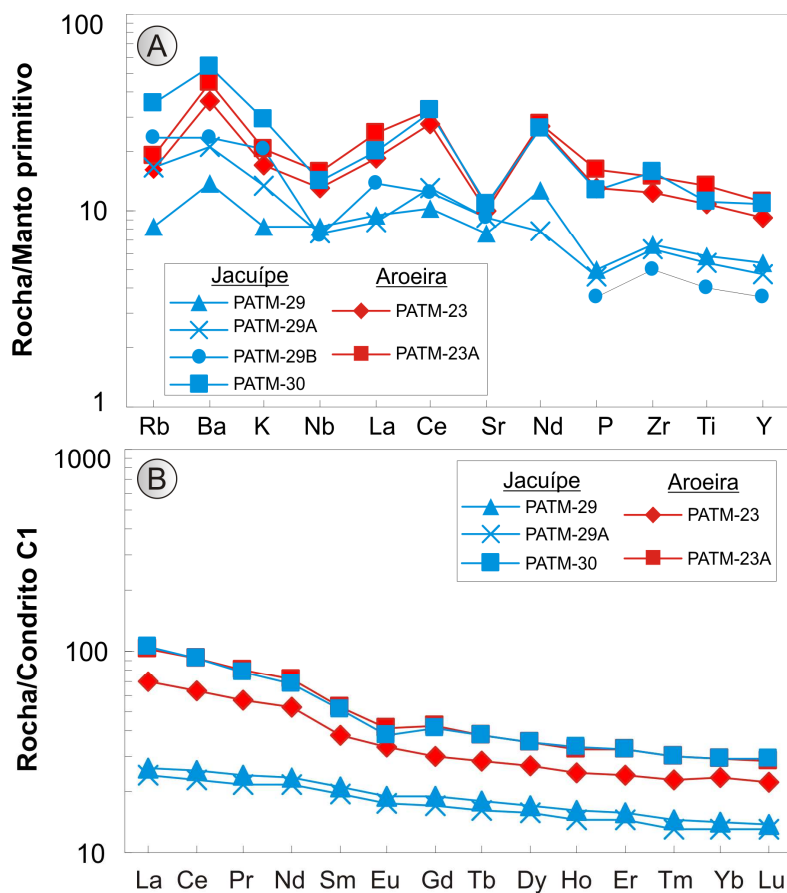 100
A
10
1
Rocha/Manto primitivo
Jacuípe
PATM-29
PATM-29A
PATM-29B
PATM-30
Aroeira
PATM-23
PATM-23A
Rb Ba K Nb La Ce Sr Nd P Zr Ti Y
1000
B
100
10
Rocha/Condrito C1
Jacuípe
PATM-29
PATM-29A
PATM-30
Aroeira
PATM-23
PATM-23A
La Ce Pr Nd Sm Eu Gd Tb Dy Ho Er Tm Yb Lu